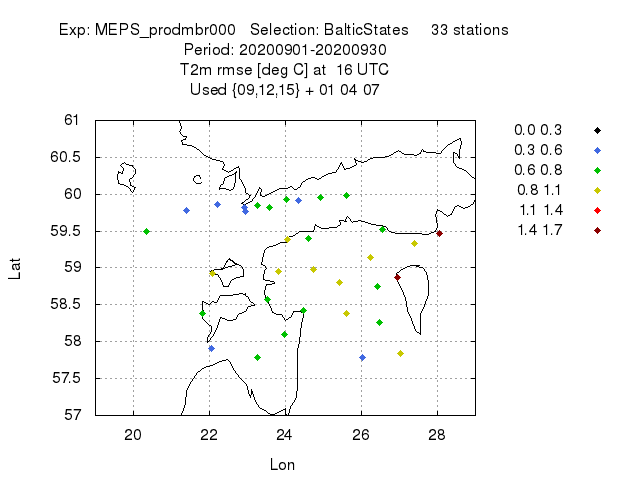 Exp: MEPS_prodmbr000 Selection: BalticStates 33 stations
Period: 20200901-20200930
T2m rmse [deg C] at 16 UTC
Used {09,12,15} + 01 04 07
61
60.5
60
59.5
59
58.5
58
57.5
57
Lat
20 22 24 26 28
Lon
0.0 0.3
0.3 0.6
0.6 0.8
0.8 1.1
1.1 1.4
1.4 1.7